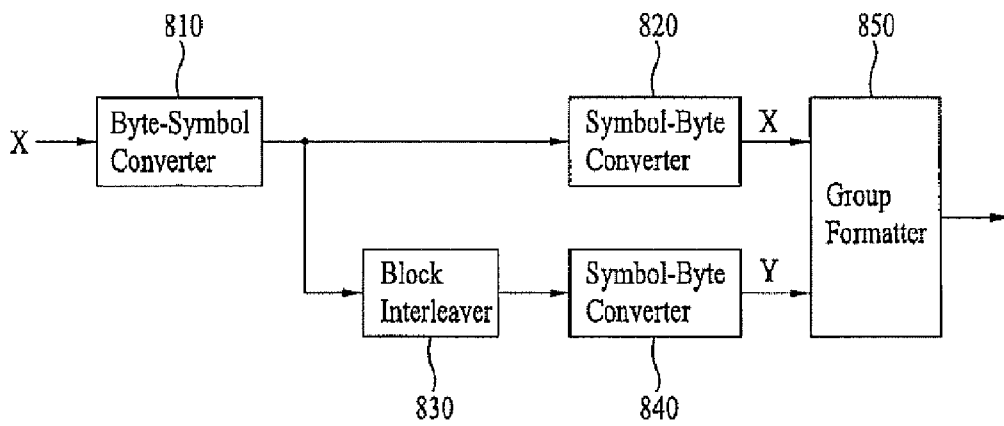 810
820
850
X
Byte-Symbol
Converter
Symbol-Byte
Converter
X
Group
Formatter
Block
Interleaver
Symbol-Byte
Converter
Y
830
840